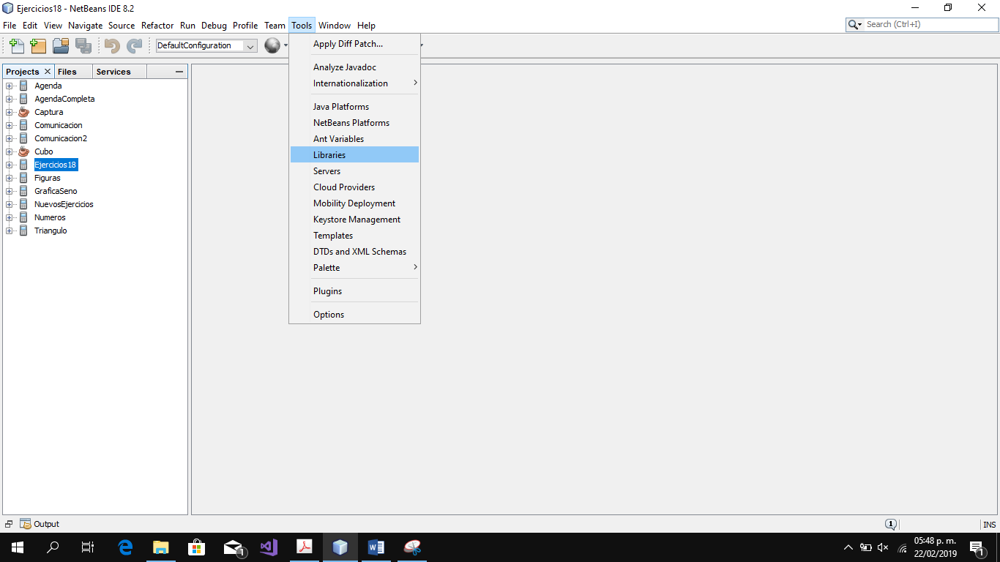 Ejercicios18 - NetBeans IDE 8.2
File Edit View Navigate Source Refactor Run Debug Profile Team Tools Window Help
Search (Ctrl+I)
DefaultConfiguration
Projects Files Services
Agenda
AgendaCompleta
Captura
Comunicacion
Comunicacion2
Cubo
Ejercicios18
Figuras
GraficaSeno
NuevosEjercicios
Numeros
Triangulo
Apply Diff Patch...
Analyze Javadoc
Internationalization
Java Platforms
NetBeans Platforms
Ant Variables
Libraries
Servers
Cloud Providers
Mobility Deployment
Keystore Management
Templates
DTDs and XML Schemas
Palette
Plugins
Options
Output
1
INS
1
05:48 p. m.
22/02/2019
1